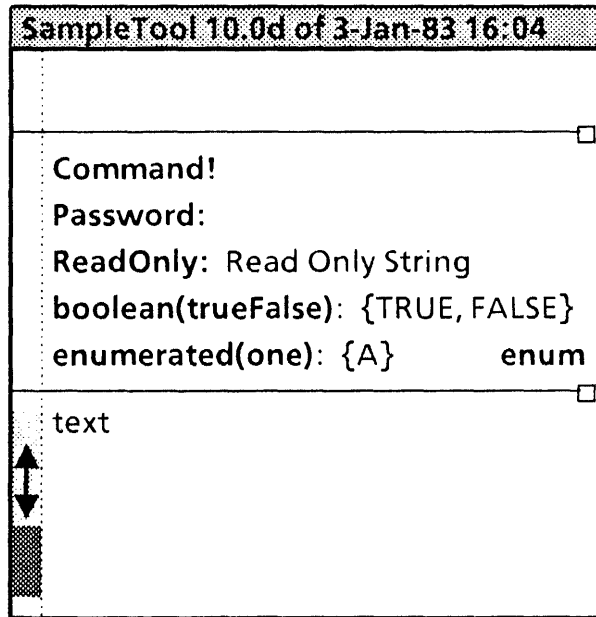 SampleTool 10.0d of 3-Jan-83 16:04
Command!
Password:
ReadOnly: Read Only String
boolean(trueFalse): {TRUE, FALSE}
enumerated(one): {A} enum
text